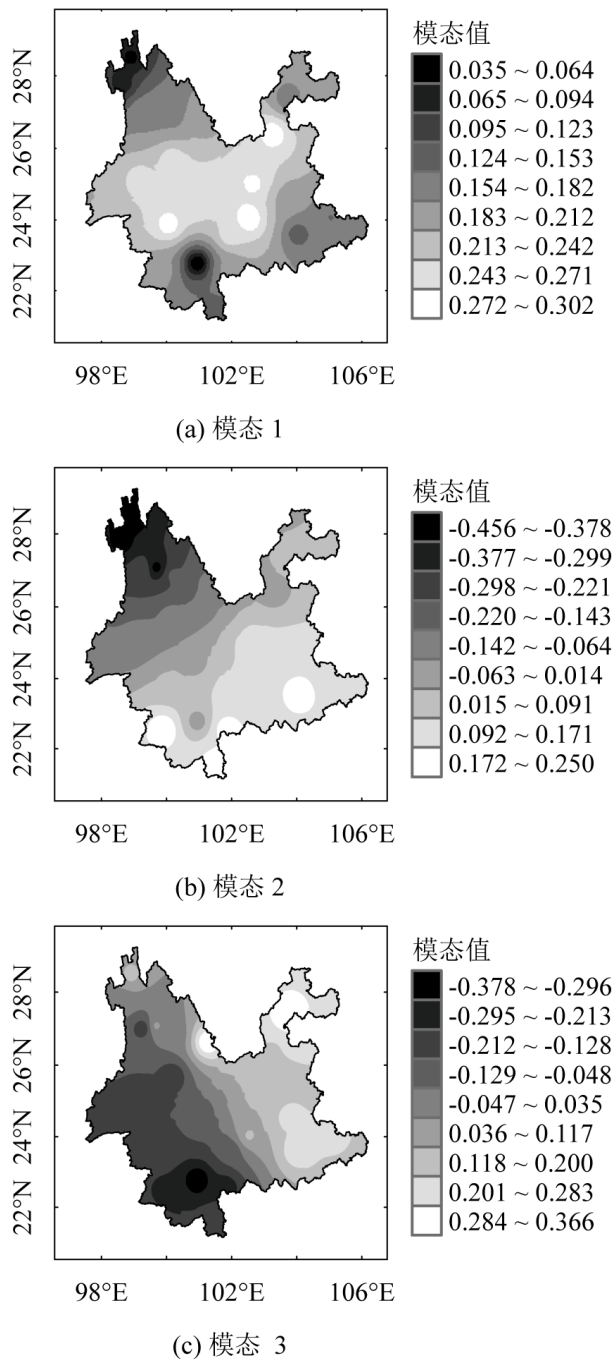 模态值
0.035 ~ 0.064
0.065 ~ 0.094
0.095 ~ 0.123
0.124 ~ 0.153
0.154 ~ 0.182
0.183 ~ 0.212
0.213 ~ 0.242
0.243 ~ 0.271
0.272 ~ 0.302
28°N
26°N
24°N
22°N
98°E 102°E 106°E
(a) 模态 1
模态值
-0.456 ~ -0.378
-0.377 ~ -0.299
-0.298 ~ -0.221
-0.220 ~ -0.143
-0.142 ~ -0.064
-0.063 ~ 0.014
0.015 ~ 0.091
0.092 ~ 0.171
0.172 ~ 0.250
28°N
26°N
24°N
22°N
98°E 102°E 106°E
(b) 模态 2
模态值
-0.378 ~ -0.296
-0.295 ~ -0.213
-0.212 ~ -0.128
-0.129 ~ -0.048
-0.047 ~ 0.035
0.036 ~ 0.117
0.118 ~ 0.200
0.201 ~ 0.283
0.284 ~ 0.366
28°N
26°N
24°N
22°N
98°E 102°E 106°E
(c) 模态 3